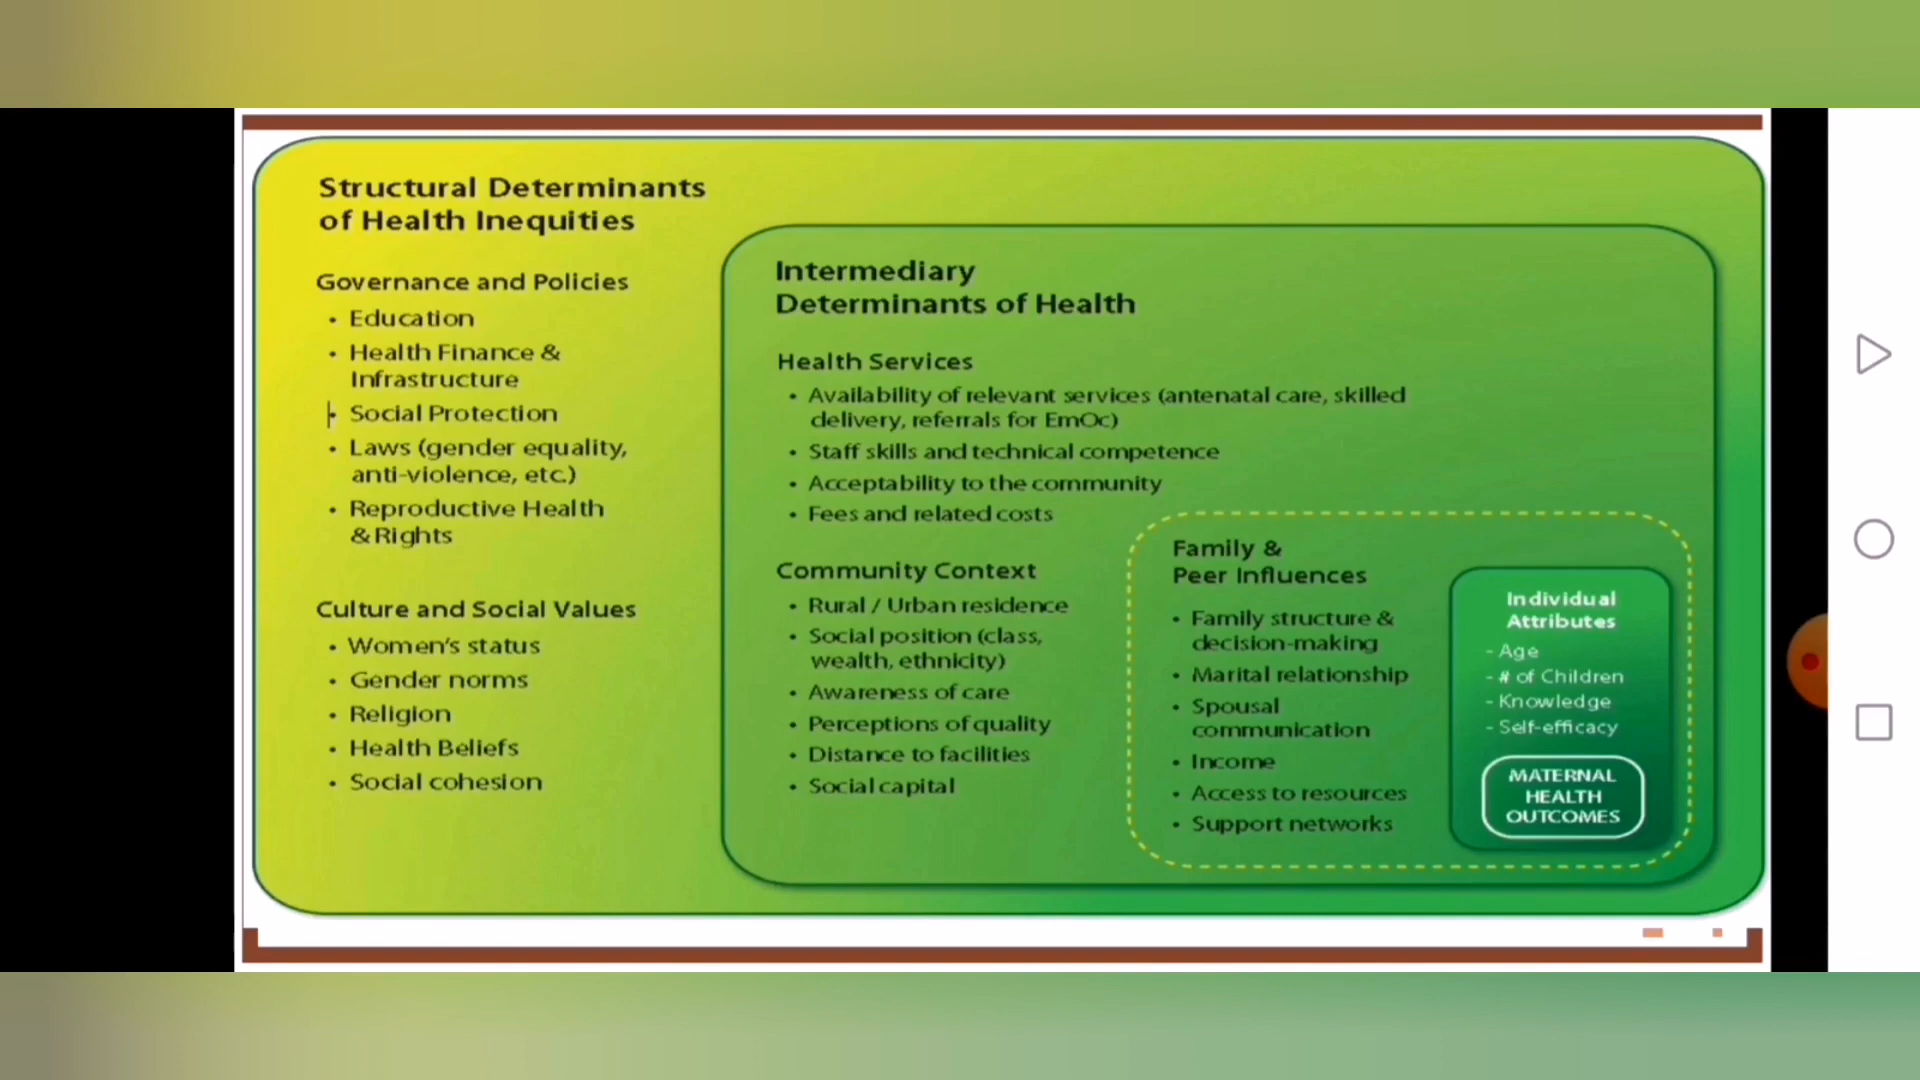 Structural Determinants
of Health Inequities
Governance and Policies
• Education
• Health Finance &
Infrastructure
• Social Protection
• Laws (gender equality,
anti-violence, etc.)
• Reproductive Health
& Rights
Culture and Social Values
• Women's status
• Gender norms
• Religion
• Health Beliefs
• Social cohesion
Intermediary
Determinants of Health
Health Services
• Availability of relevant services (antenatal care, skilled
delivery, referrals for EmOc)
• Staff skills and technical competence
• Acceptability to the community
• Fees and related costs
Community Context
• Rural / Urban residence
• Social position (class,
wealth, ethnicity)
• Awareness of care
• Perceptions of quality
• Distance to facilities
• Social capital
Family &
Peer Influences
• Family structure &
decision-making
• Marital relationship
• Spousal
communication
• Income
• Access to resources
• Support networks
Individual
Attributes
- Age
- # of Children
- Knowledge
- Self-efficacy
MATERNAL
HEALTH
OUTCOMES